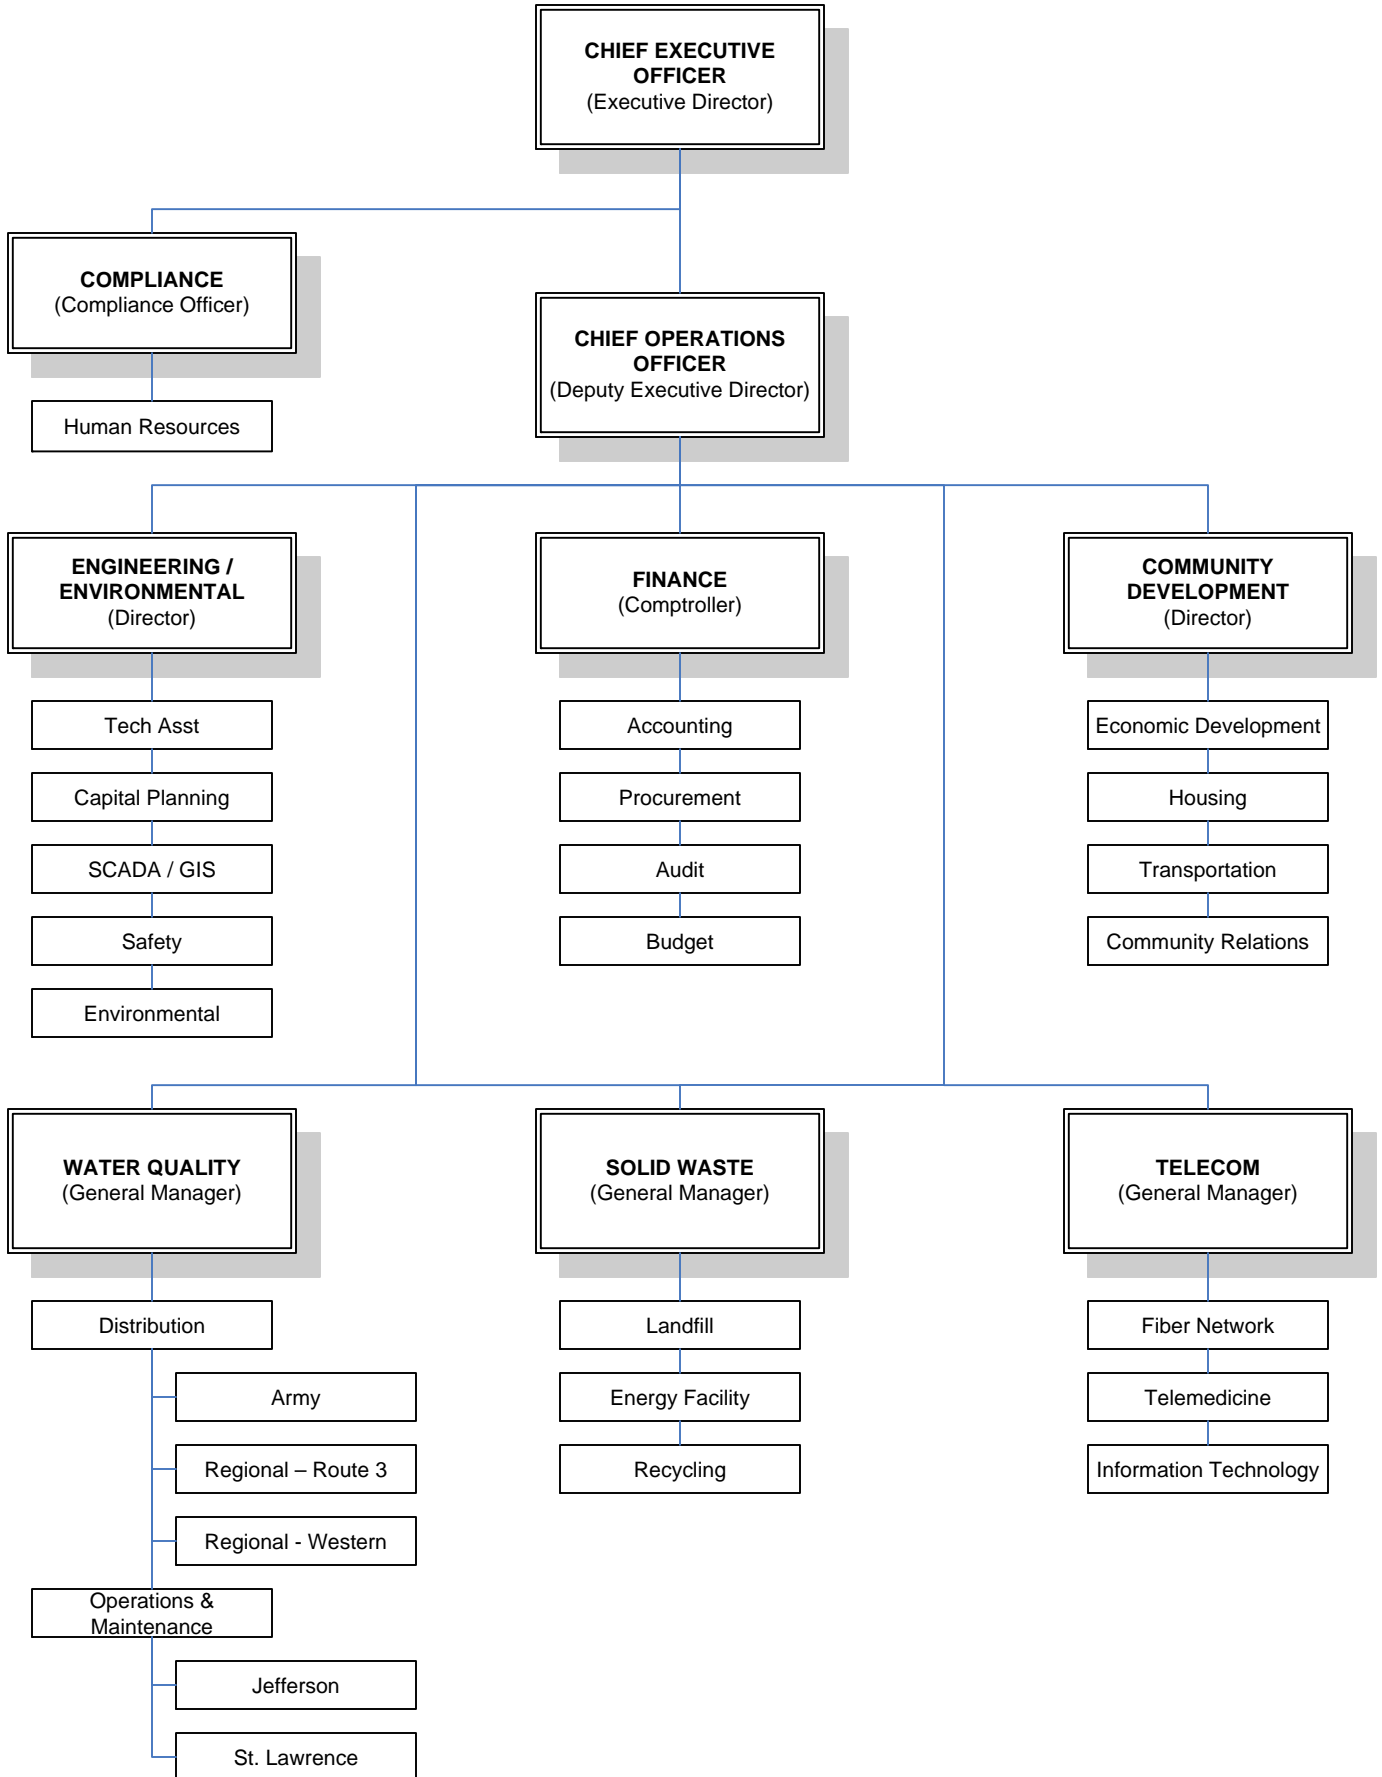 CHIEF EXECUTIVE
OFFICER
(Executive Director)
COMPLIANCE
(Compliance Officer)
Human Resources
CHIEF OPERATIONS
OFFICER
(Deputy Executive Director)
ENGINEERING /
ENVIRONMENTAL
(Director)
Tech Asst
Capital Planning
SCADA / GIS
Safety
Environmental
FINANCE
(Comptroller)
Accounting
Procurement
Audit
Budget
COMMUNITY
DEVELOPMENT
(Director)
Economic Development
Housing
Transportation
Community Relations
WATER QUALITY
(General Manager)
Distribution
Army
Regional – Route 3
Regional - Western
Operations &
Maintenance
Jefferson
St. Lawrence
SOLID WASTE
(General Manager)
Landfill
Energy Facility
Recycling
TELECOM
(General Manager)
Fiber Network
Telemedicine
Information Technology